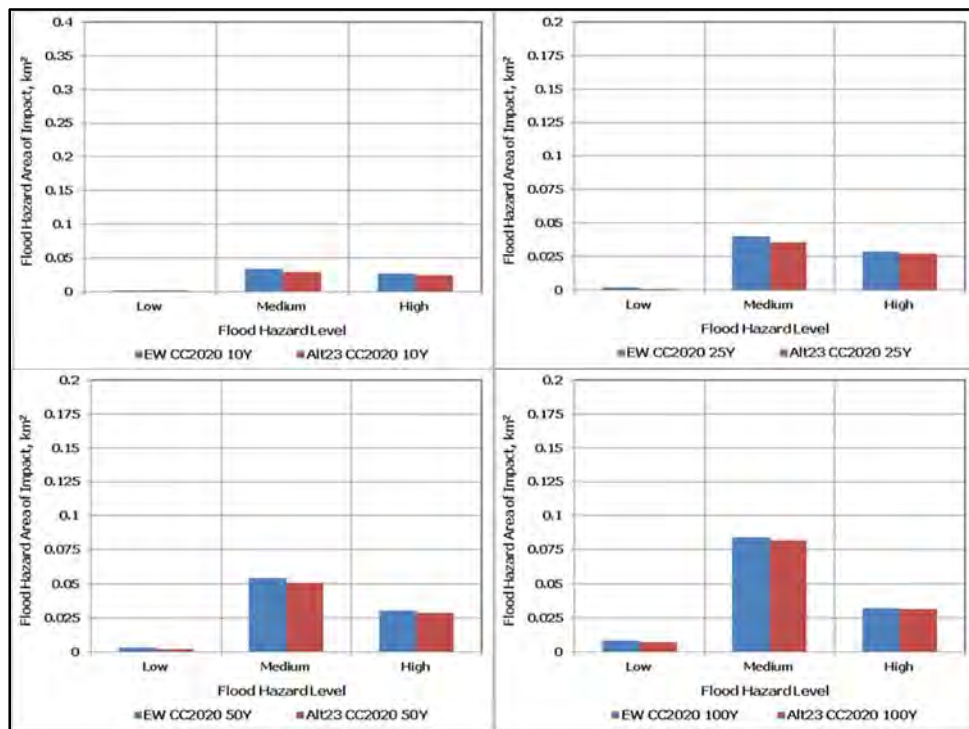 Flood Hazard Area of Impact, km²
0.4
0.35
0.3
0.25
0.2
0.15
0.1
0.05
0
Low Medium High
Flood Hazard Level
EW CC2020 10Y Alt23 CC2020 10Y
Flood Hazard Area of Impact, km²
0.2
0.175
0.15
0.125
0.1
0.075
0.05
0.025
0
Low Medium High
Flood Hazard Level
EW CC2020 25Y Alt23 CC2020 25Y
Flood Hazard Area of Impact, km²
0.2
0.175
0.15
0.125
0.1
0.075
0.05
0.025
0
Low Medium High
Flood Hazard Level
EW CC2020 50Y Alt23 CC2020 50Y
Flood Hazard Area of Impact, km²
0.2
0.175
0.15
0.125
0.1
0.075
0.05
0.025
0
Low Medium High
Flood Hazard Level
EW CC2020 100Y Alt23 CC2020 100Y